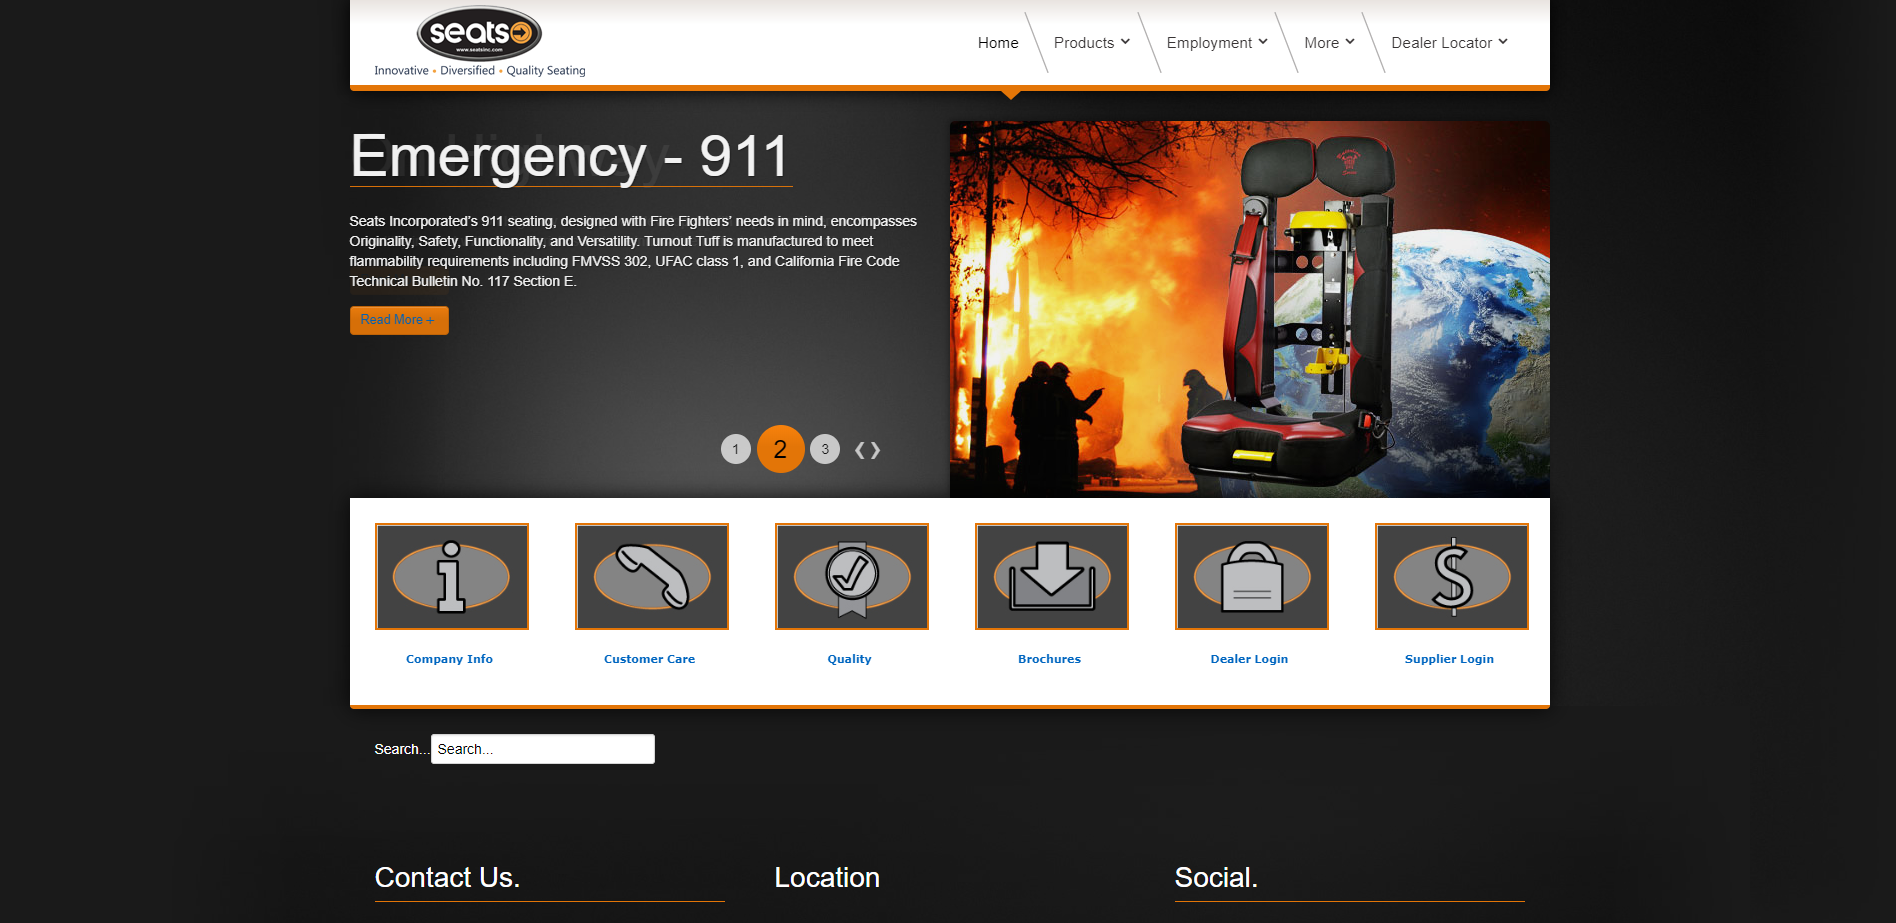 seats
www.seatsinc.com
Innovative • Diversified • Quality Seating
Home
Products
Employment
More
Dealer Locator
Emergency - 911
Seats Incorporated's 911 seating, designed with Fire Fighters' needs in mind, encompasses
Originality, Safety, Functionality, and Versatility. Turnout Tuff is manufactured to meet
flammability requirements including FMVSS 302, UFAC class 1, and California Fire Code
Technical Bulletin No. 117 Section E.
Read More +
1
2
3
Company Info
Customer Care
Quality
Brochures
Dealer Login
Supplier Login
Search... Search...
Contact Us.
Location
Social.